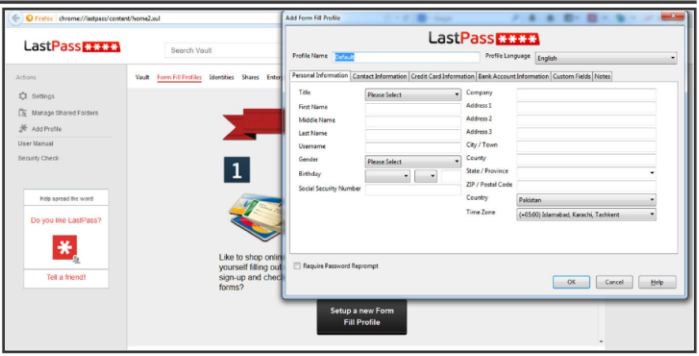 Firefox chrome://lastpass/content/home2.xul
LastPass ****
Search Vault
Actions
Settings
Manage Shared Folders
Add Profile
User Manual
Security Check
Help spread the word
Do you like LastPass?
Tell a friend!
Vault Form Fill Profiles Identities Shares Enter
1
Like to shop onlin
yourself filling out
sign-up and check
forms?
Setup a new Form
Fill Profile
Add Form Fill Profile
LastPass ****
Profile Name Default Profile Language English
Personal Information Contact Information Credit Card Information Bank Account Information Custom Fields Notes
Title Please Select
First Name
Middle Name
Last Name
Username
Gender Please Select
Birthday
Social Security Number
Company
Address 1
Address 2
Address 3
City / Town
County
State / Province
ZIP / Postal Code
Country Pakistan
Time Zone (+05:00) Islamabad, Karachi, Tashkent
Require Password Reprompt
OK Cancel Help